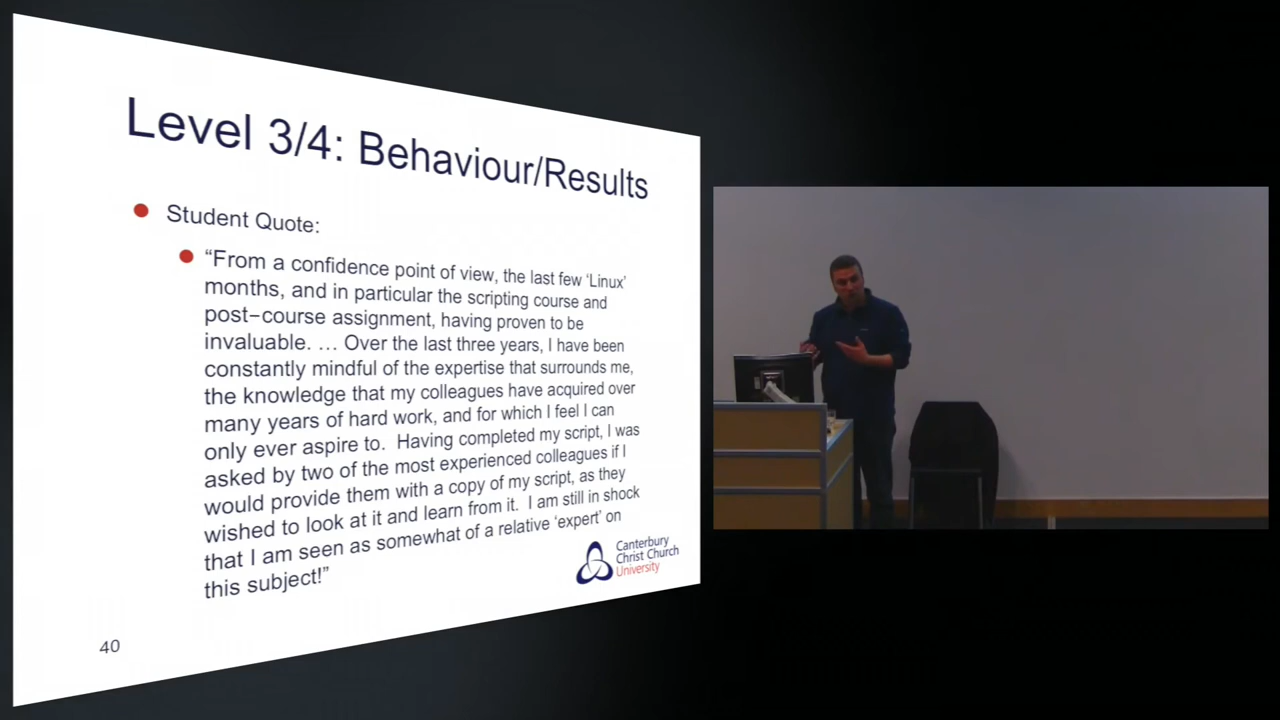 Level 3/4: Behaviour/Results
Student Quote:
“From a confidence point of view, the last few ‘Linux’
months, and in particular the scripting course and
post–course assignment, having proven to be
invaluable. … Over the last three years, I have been
constantly mindful of the expertise that surrounds me,
the knowledge that my colleagues have acquired over
many years of hard work, and for which I feel I can
only ever aspire to.  Having completed my script, I was
asked by two of the most experienced colleagues if I
would provide them with a copy of my script, as they
wished to look at it and learn from it.  I am still in shock
that I am seen as somewhat of a relative ‘expert’ on
this subject!”
Canterbury
Christ Church
University
40